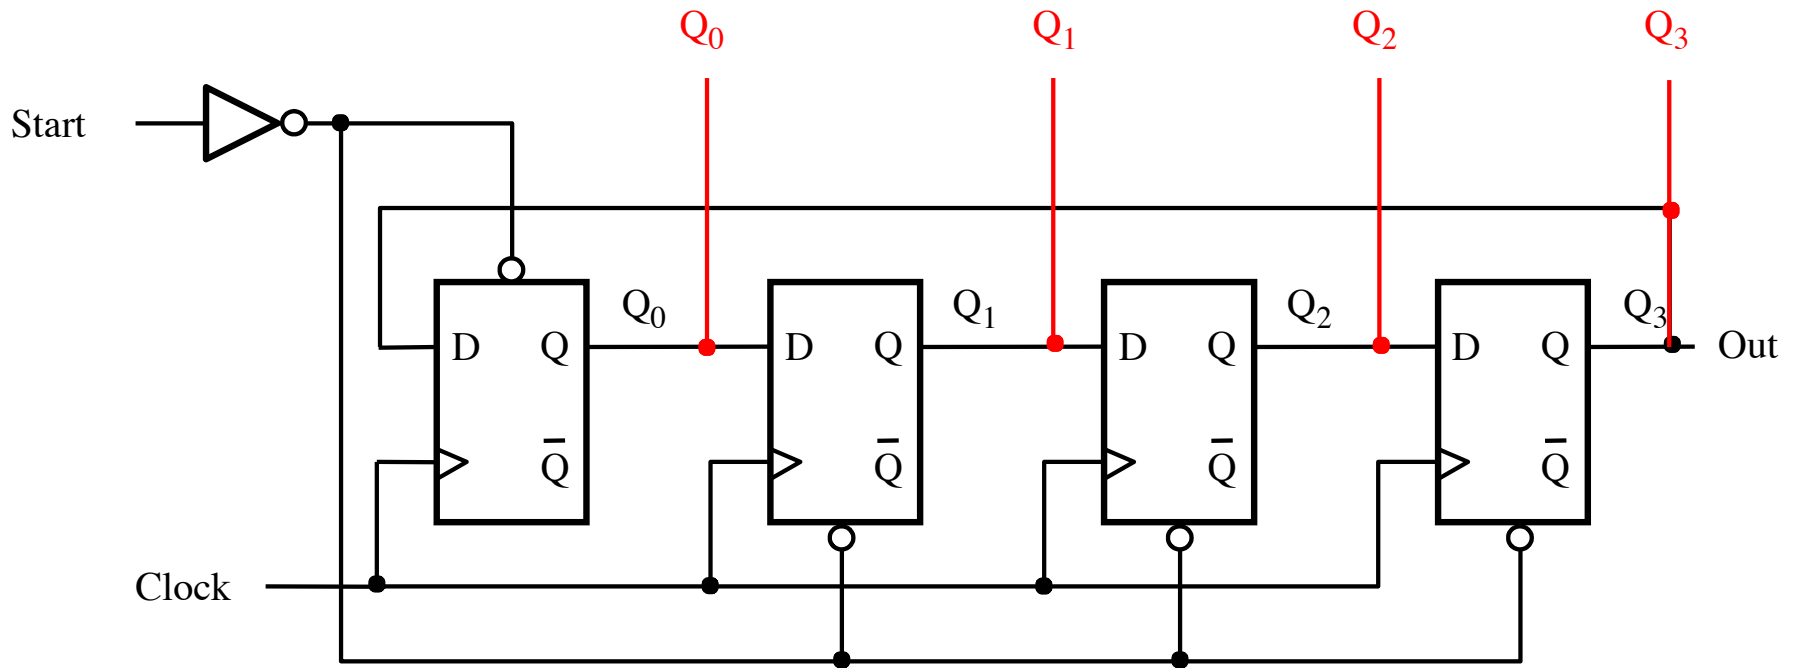 Q₀ Q₁ Q₂ Q₃
Start
Q₀ Q₁ Q₂ Q₃
D Q D Q D Q D Q Out
Q̅ Q̅ Q̅ Q̅
Clock